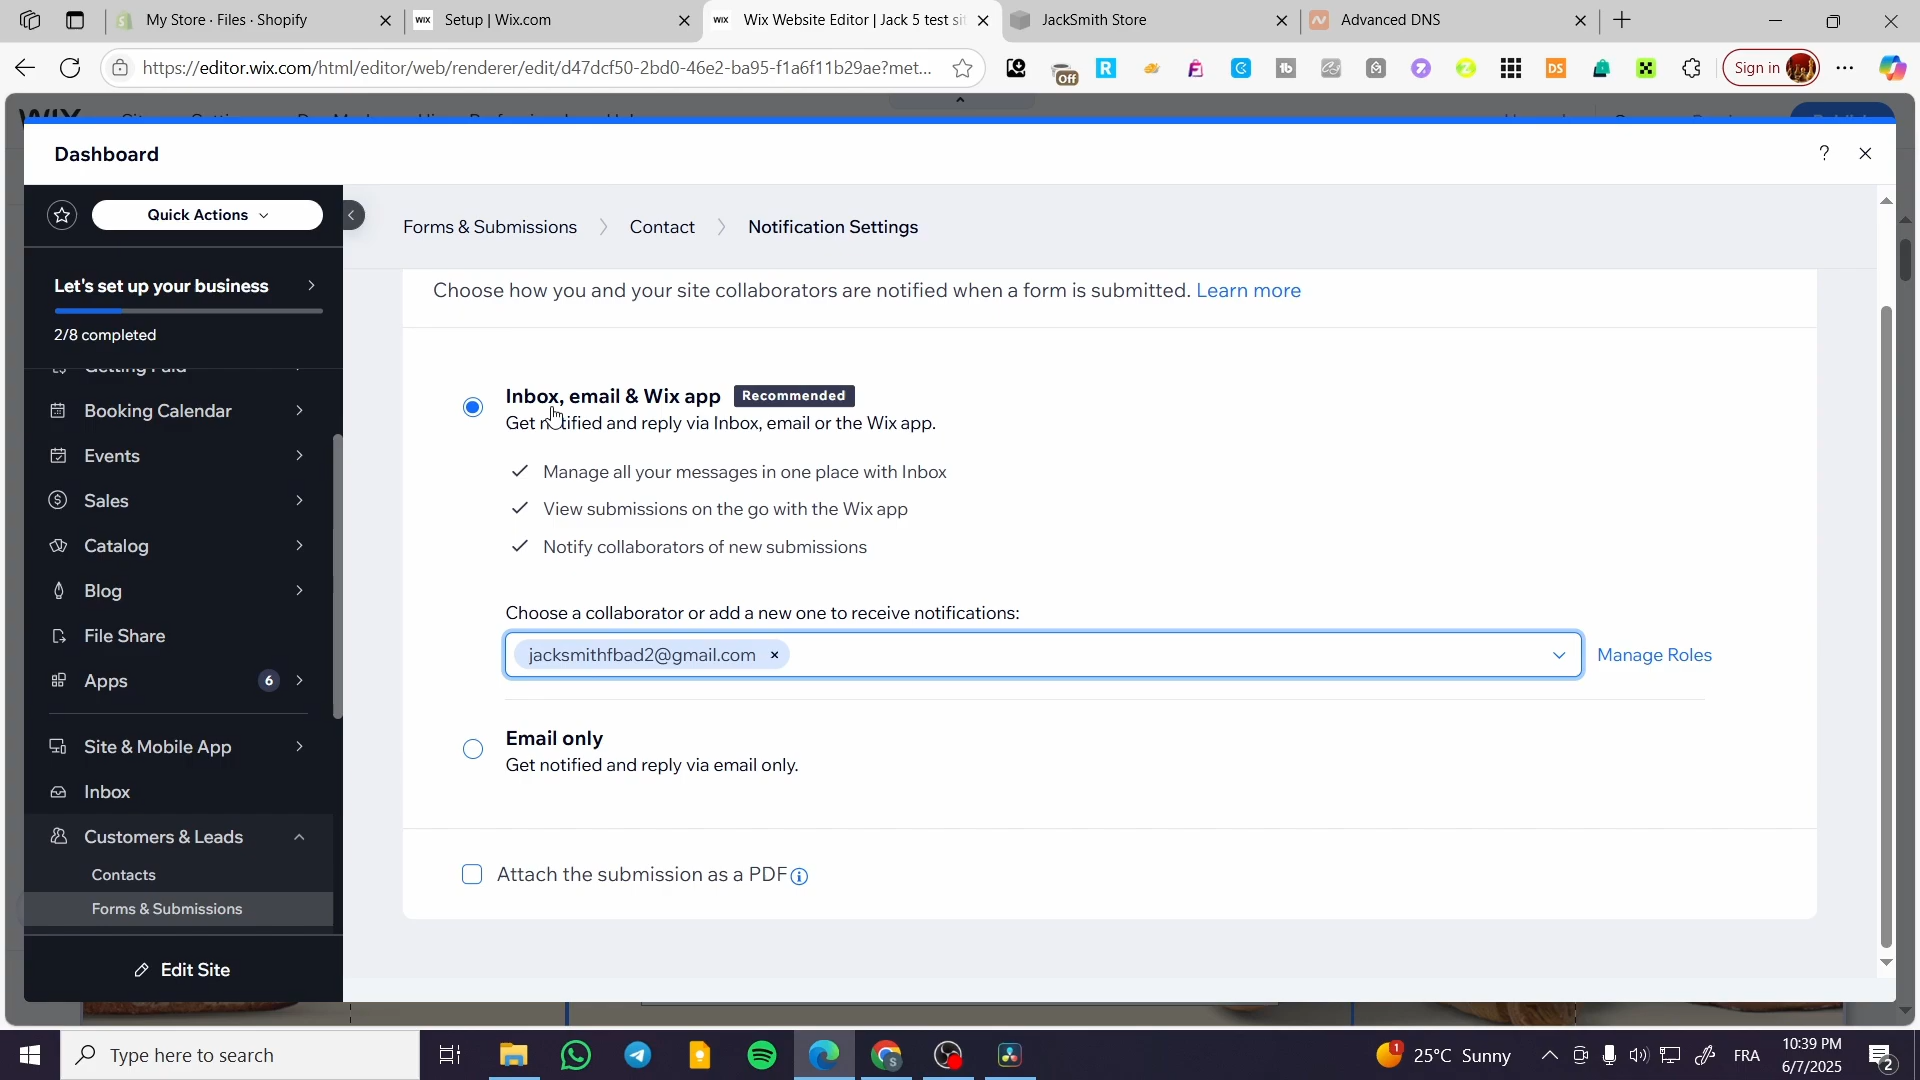 My Store · Files · Shopify
Setup | Wix.com
Wix Website Editor | Jack 5 test sit
JackSmith Store
Advanced DNS
https://editor.wix.com/html/editor/web/renderer/edit/d47dcf50-2bd0-46e2-ba95-f1a6f11b29ae?met...
Off
Sign in
Dashboard
?
Quick Actions
Forms & Submissions
Contact
Notification Settings
Let's set up your business
2/8 completed
Choose how you and your site collaborators are notified when a form is submitted. Learn more
Getting Paid
Booking Calendar
Events
Sales
Catalog
Blog
File Share
Apps
6
Site & Mobile App
Inbox
Customers & Leads
Contacts
Forms & Submissions
Edit Site
Inbox, email & Wix app
Recommended
Get notified and reply via Inbox, email or the Wix app.
Manage all your messages in one place with Inbox
View submissions on the go with the Wix app
Notify collaborators of new submissions
Choose a collaborator or add a new one to receive notifications:
jacksmithfbad2@gmail.com
Manage Roles
Email only
Get notified and reply via email only.
Attach the submission as a PDF
Type here to search
1
25°C Sunny
FRA
10:39 PM
6/7/2025
2